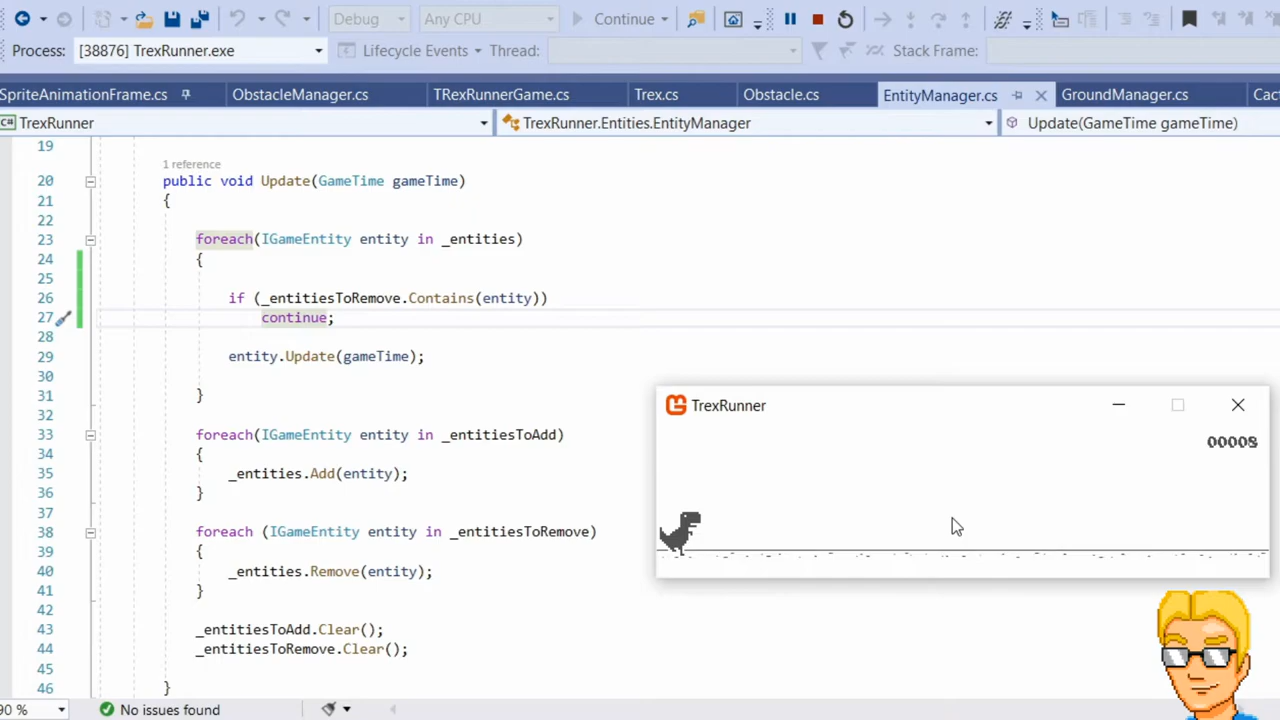 Debug Any CPU Continue
Process: [38876] TrexRunner.exe Lifecycle Events Thread: Stack Frame:
SpriteAnimationFrame.cs ObstacleManager.cs TRexRunnerGame.cs Trex.cs Obstacle.cs EntityManager.cs GroundManager.cs Cac
C# TrexRunner TrexRunner.Entities.EntityManager Update(GameTime gameTime)
19
1 reference
20 public void Update(GameTime gameTime)
21 {
22
23 foreach(IGameEntity entity in _entities)
24 {
25
26 if (_entitiesToRemove.Contains(entity))
27 continue;
28
29 entity.Update(gameTime);
30
31 }
32
33 foreach(IGameEntity entity in _entitiesToAdd)
34 {
35 _entities.Add(entity);
36 }
37
38 foreach (IGameEntity entity in _entitiesToRemove)
39 {
40 _entities.Remove(entity);
41 }
42
43 _entitiesToAdd.Clear();
44 _entitiesToRemove.Clear();
45
46 }
TrexRunner
00008
90 % No issues found